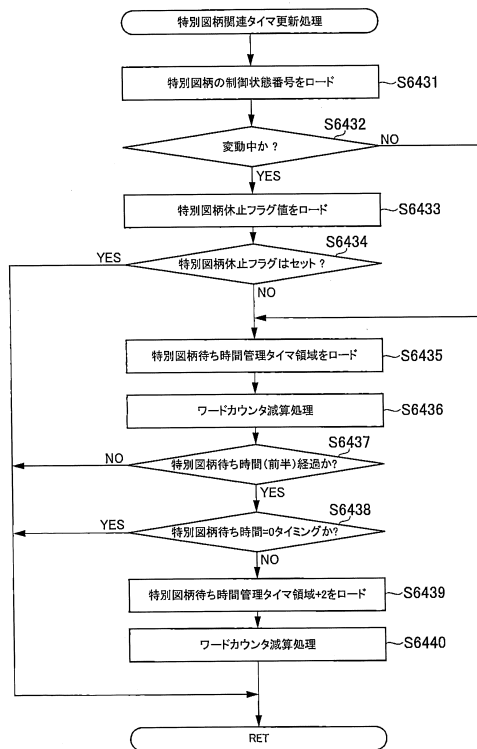 特別図柄関連タイマ更新処理
特別図柄の制御状態番号をロード
S6431
変動中か?
S6432
NO
YES
特別図柄休止フラグ値をロード
S6433
特別図柄休止フラグはセット?
S6434
YES
NO
特別図柄待ち時間管理タイマ領域をロード
S6435
ワードカウンタ減算処理
S6436
特別図柄待ち時間(前半)経過か?
S6437
NO
YES
特別図柄待ち時間=0タイミングか?
S6438
YES
NO
特別図柄待ち時間管理タイマ領域+2をロード
S6439
ワードカウンタ減算処理
S6440
RET